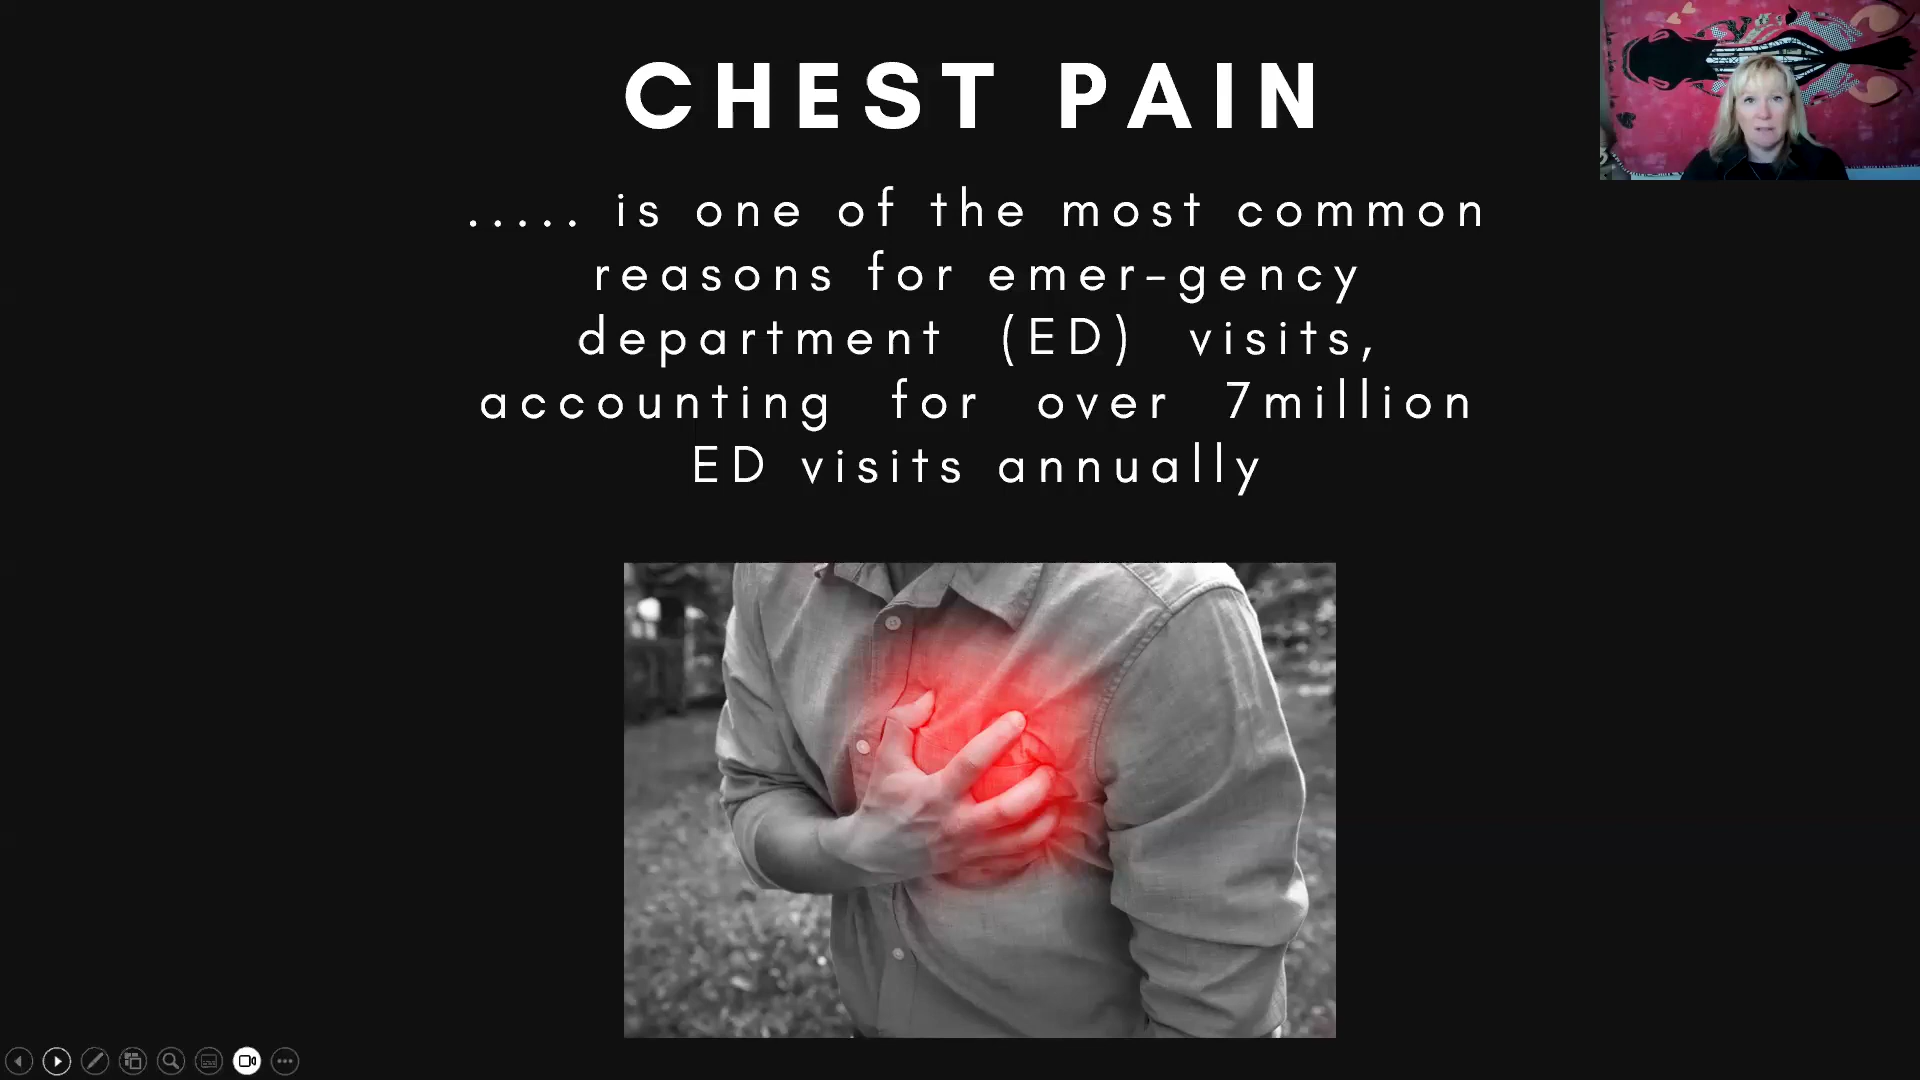 CHEST PAIN
..... is one of the most common
reasons for emer-gency
department (ED) visits,
accounting for over 7million
ED visits annually